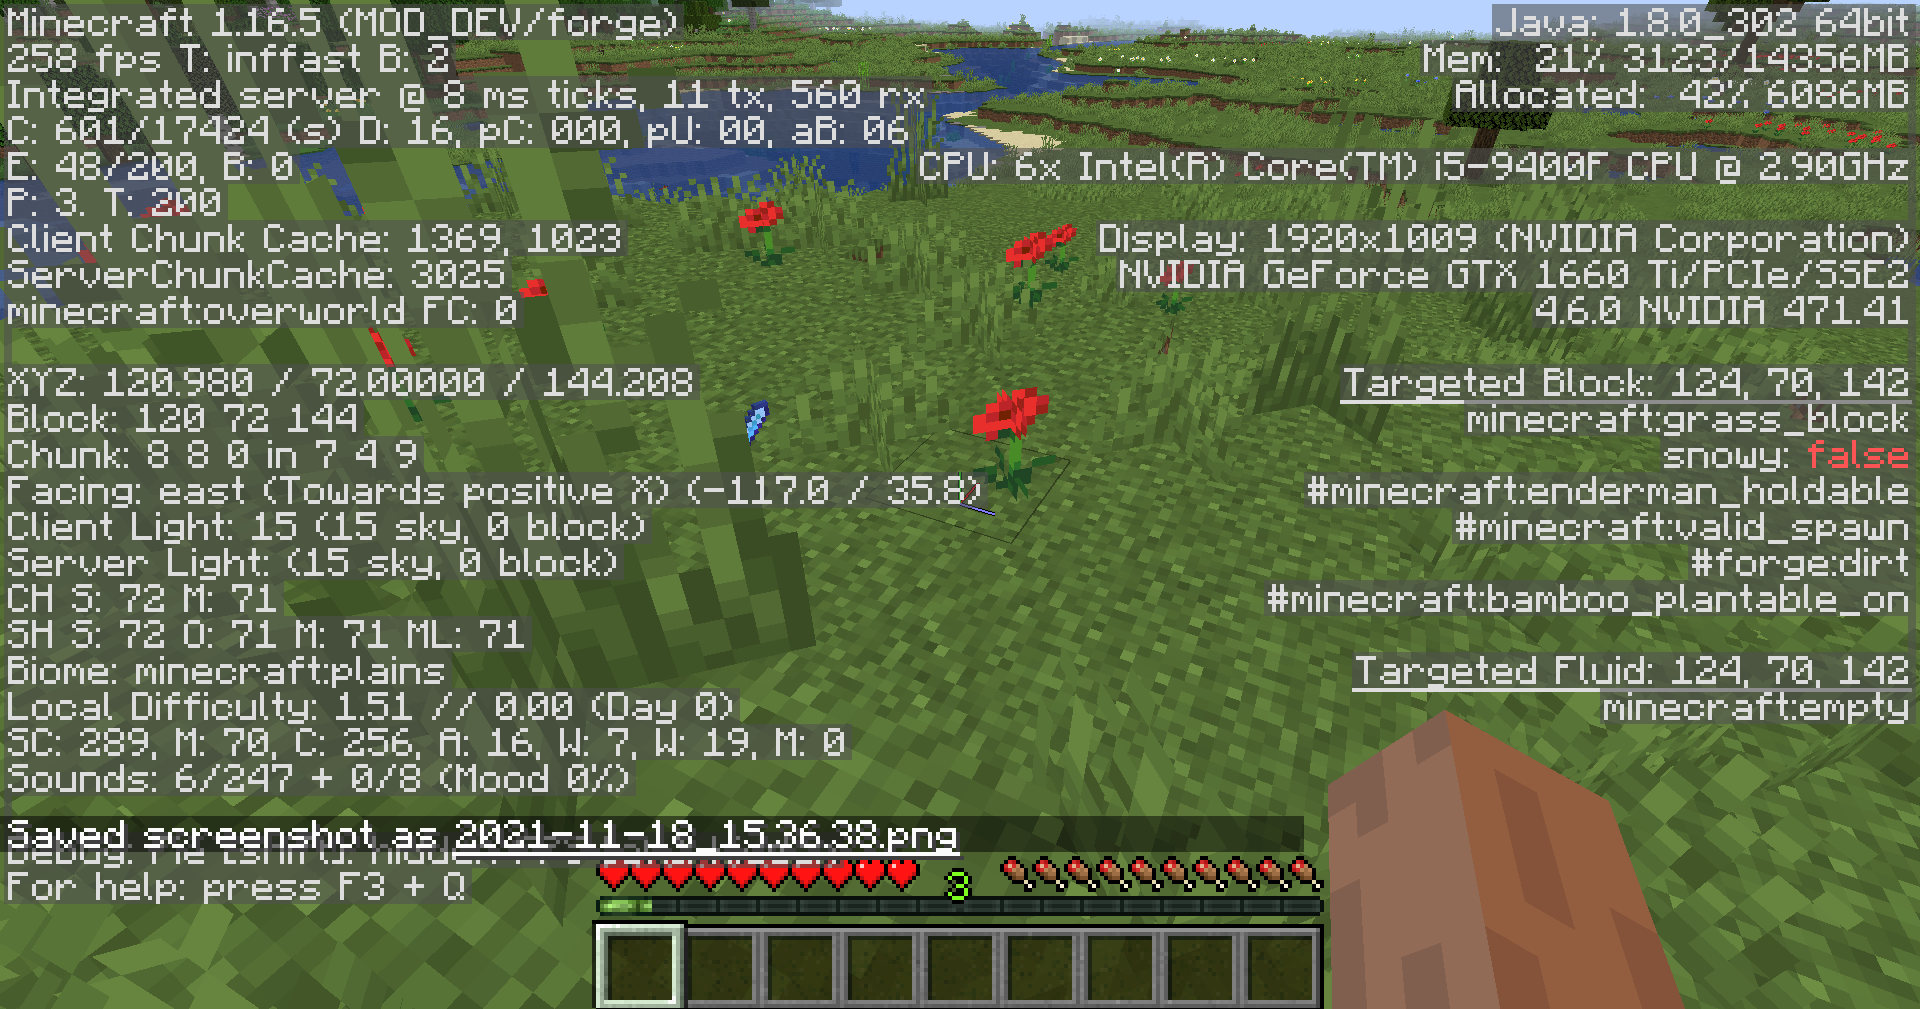 Minecraft 1.16.5 (MOD_DEV/forge)
258 fps T: inffast B: 2
Integrated server @ 8 ms ticks, 11 tx, 560 rx
C: 601/17424 (s) D: 16, pC: 000, pU: 00, aB: 06
E: 48/200, B: 0
P: 3. T: 200
Client Chunk Cache: 1369, 1023
ServerChunkCache: 3025
minecraft:overworld FC: 0
XYZ: 120.980 / 72.00000 / 144.208
Block: 120 72 144
Chunk: 8 8 0 in 7 4 9
Facing: east (Towards positive X) (-117.0 / 35.8)
Client Light: 15 (15 sky, 0 block)
Server Light: (15 sky, 0 block)
CH S: 72 M: 71
SH S: 72 O: 71 M: 71 ML: 71
Biome: minecraft:plains
Local Difficulty: 1.51 // 0.00 (Day 0)
SC: 289, M: 70, C: 256, A: 16, W: 7, W: 19, M: 0
Sounds: 6/247 + 0/8 (Mood 0%)
Saved screenshot as 2021-11-18_15.36.38.png
For help: press F3 + Q
3
Java: 1.8.0_302 64bit
Mem: 21% 3123/14356MB
Allocated: 42% 6086MB
CPU: 6x Intel(R) Core(TM) i5-9400F CPU @ 2.90GHz
Display: 1920x1009 (NVIDIA Corporation)
NVIDIA GeForce GTX 1660 Ti/PCIe/SSE2
4.6.0 NVIDIA 471.41
Targeted Block: 124, 70, 142
minecraft:grass_block
snowy: false
#minecraft:enderman_holdable
#minecraft:valid_spawn
#forge:dirt
#minecraft:bamboo_plantable_on
Targeted Fluid: 124, 70, 142
minecraft:empty